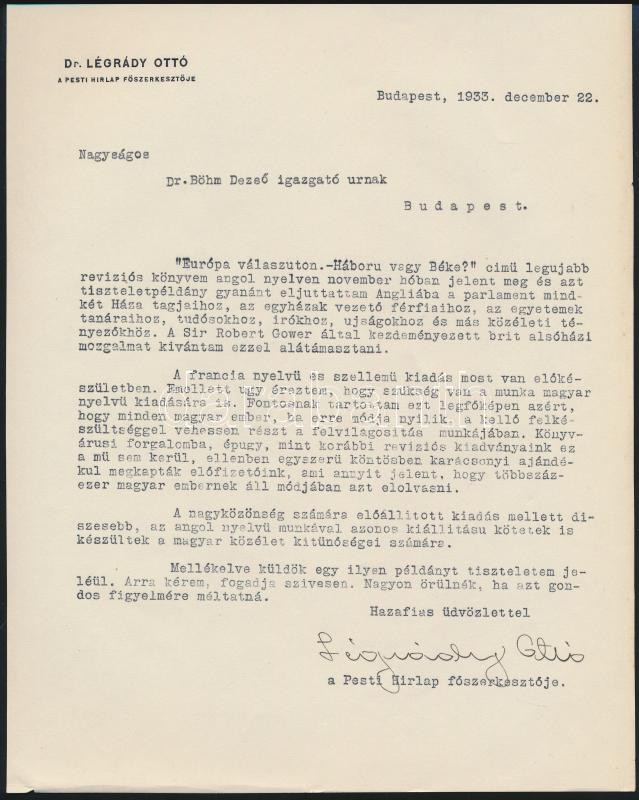 Dr. LÉGRÁDY OTTÓ
A PESTI HIRLAP FŐSZERKESZTŐJE
Budapest, 1933. december 22.
Nagyságos
Dr.Böhm Dezső igazgató urnak
B u d a p e s t.
"Európa válaszuton.-Háboru vagy Béke?" cimü legujabb
reviziós könyvem angol nyelven november hóban jelent meg és azt
tiszteletpéldány gyanánt eljuttattam Angliába a parlament mind-
két Háza tagjaihoz, az egyházak vezető férfiaihoz, az egyetemek
tanáraihoz, tudósokhoz, irókhoz, ujságokhoz és más közéleti té-
nyezőkhöz. A Sir Robert Gower által kezdeményezett brit alsóházi
mozgalmat kivántam ezzel alátámasztani.
A francia nyelvü és szellemü kiadás most van előké-
születben. Emellett ugy éreztem, hogy szükség van a munka magyar
nyelvü kiadására is. Fontosnak tartottam ezt legfőképen azért,
hogy minden magyar ember, ha erre módja nyilik, a kellő felké-
szültséggel vehessen részt a felvilágositás munkájában. Könyv-
árusi forgalomba, épugy, mint korábbi reviziós kiadványaink ez
a mü sem kerül, ellenben egyszerü köntösben karácsonyi ajándé-
kul megkapták előfizetőink, ami annyit jelent, hogy többszáz-
ezer magyar embernek áll módjában azt elolvasni.
A nagyközönség számára előállitott kiadás mellett di-
szesebb, az angol nyelvü munkával azonos kiállitásu kötetek is
készültek a magyar közélet kitünőségei számára.
Mellékelve küldök egy ilyen példányt tiszteletem je-
léül. Arra kérem, fogadja szivesen. Nagyon örülnék, ha azt gon-
dos figyelmére méltatná.
Hazafias üdvözlettel
Légrády Ottó
a Pesti Hirlap főszerkesztője.